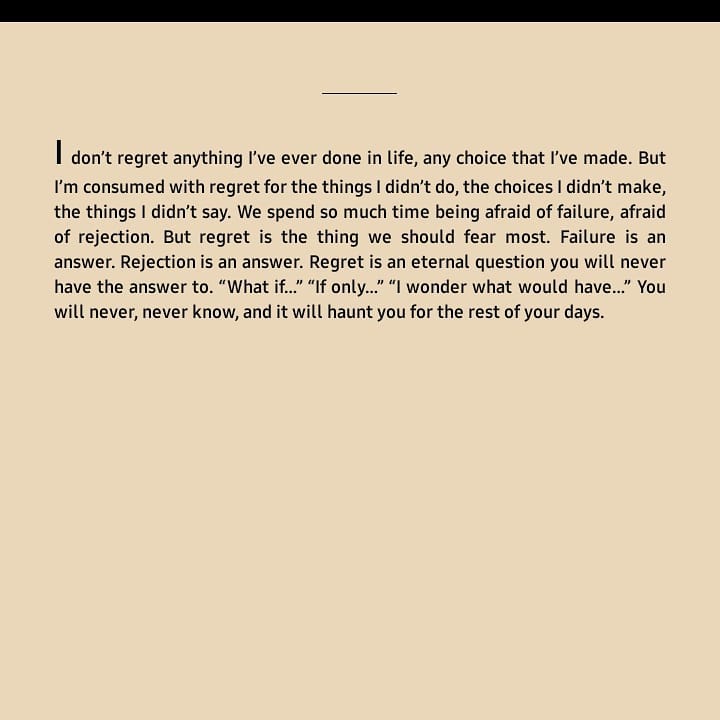 I don’t regret anything I’ve ever done in life, any choice that I’ve made. But
I’m consumed with regret for the things I didn’t do, the choices I didn’t make,
the things I didn’t say. We spend so much time being afraid of failure, afraid
of rejection. But regret is the thing we should fear most. Failure is an
answer. Rejection is an answer. Regret is an eternal question you will never
have the answer to. “What if...” “If only...” “I wonder what would have...” You
will never, never know, and it will haunt you for the rest of your days.